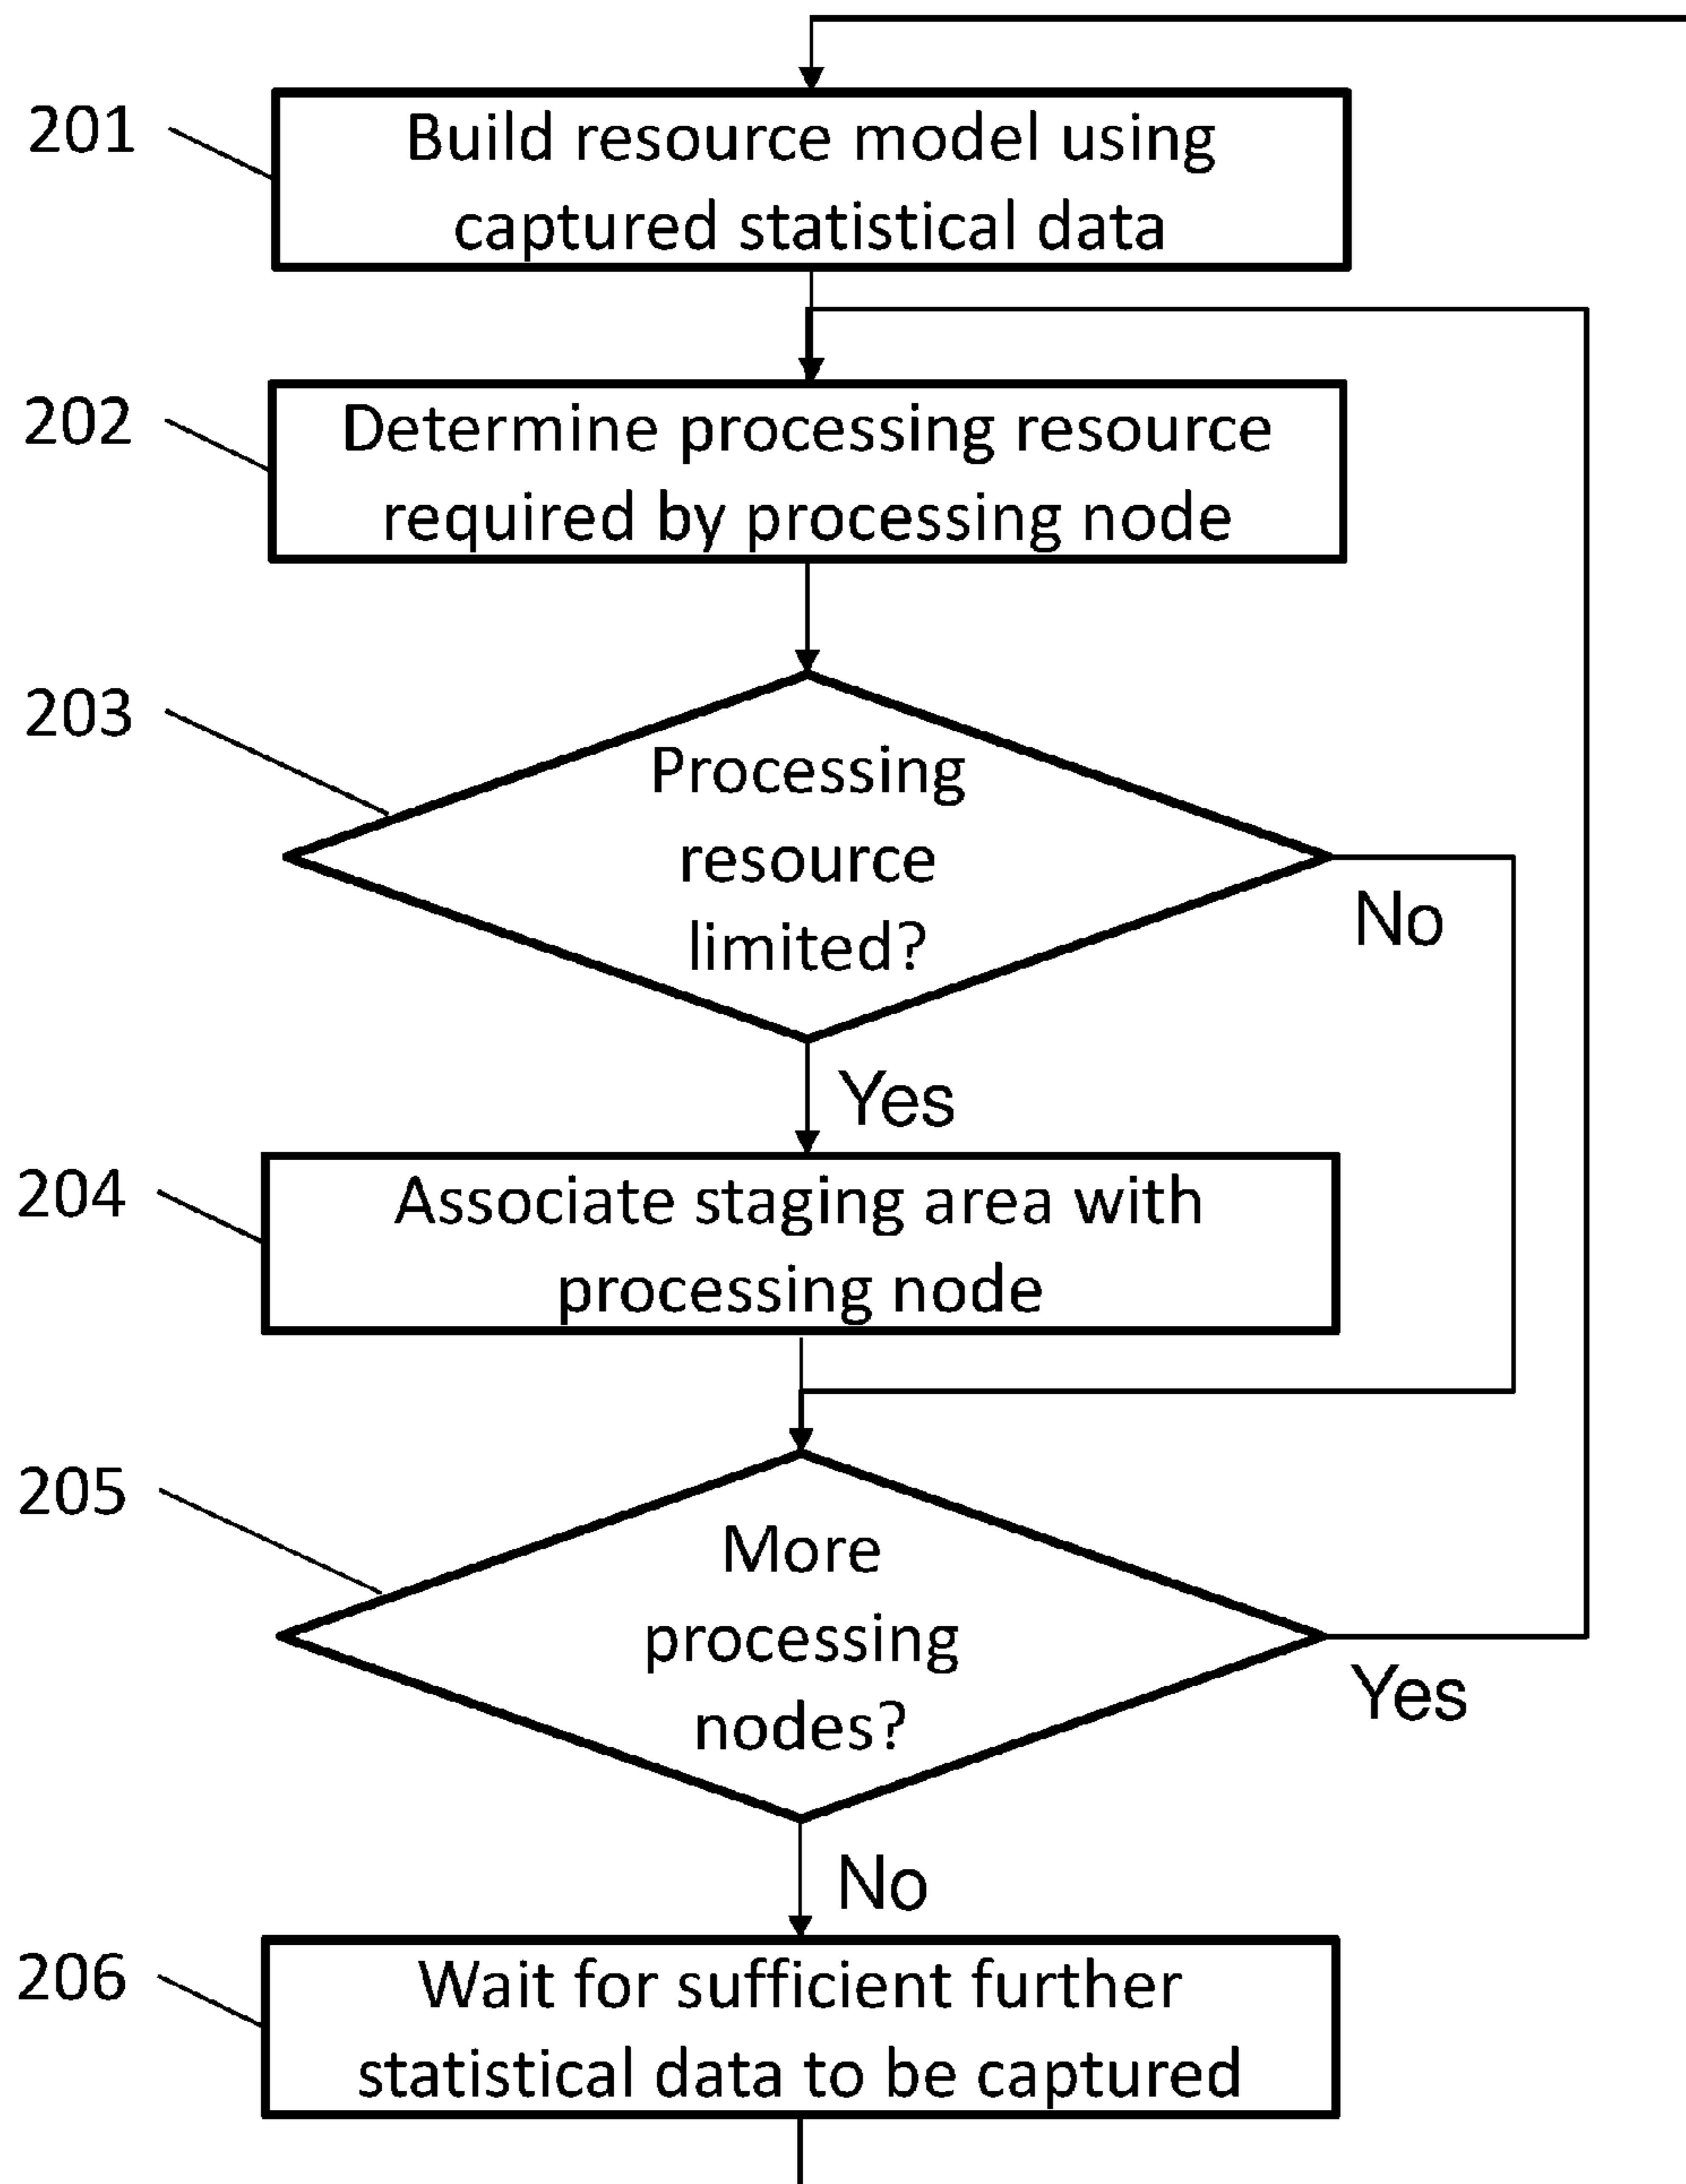 201
Build resource model using
captured statistical data
202
Determine processing resource
required by processing node
203
Processing
resource
limited?
No
Yes
204
Associate staging area with
processing node
205
More
processing
nodes?
Yes
No
206
Wait for sufficient further
statistical data to be captured